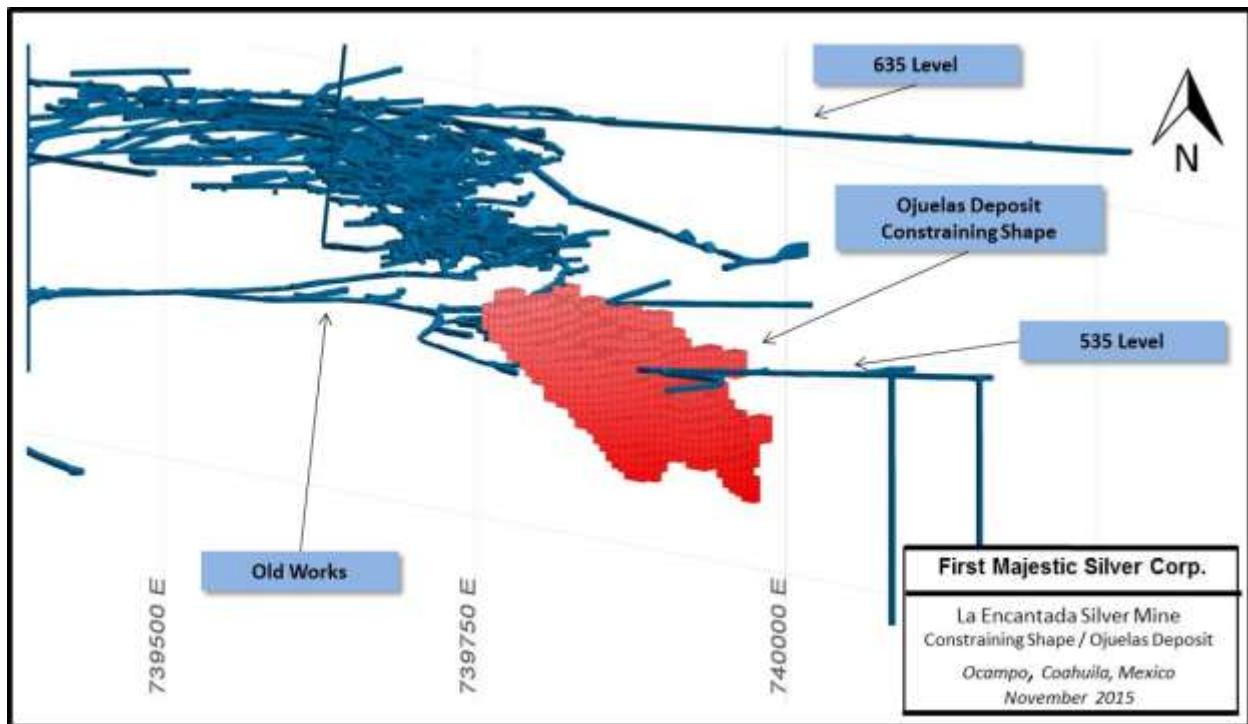 635 Level
N
Ojuelas Deposit
Constraining Shape
535 Level
Old Works
739500 E
739750 E
740000 E
First Majestic Silver Corp.
La Encantada Silver Mine
Constraining Shape / Ojuelas Deposit
Ocampo, Coahuila, Mexico
November 2015